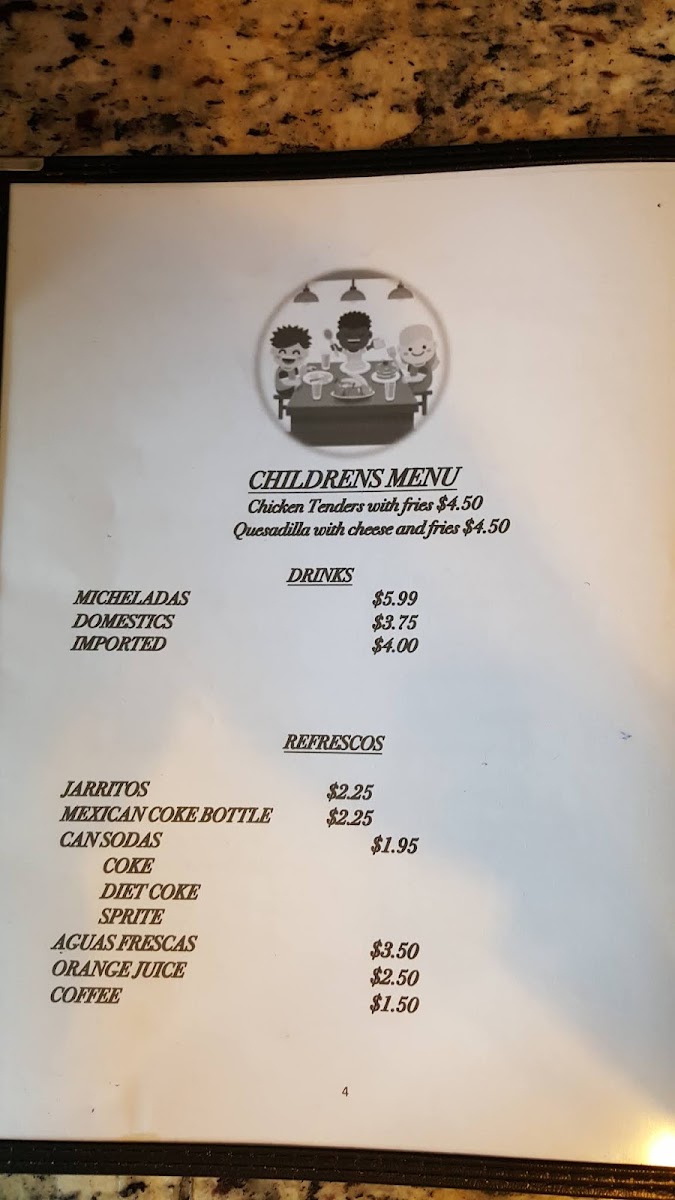 CHILDRENS MENU
Chicken Tenders with fries $4.50
Quesadilla with cheese and fries $4.50
DRINKS
MICHELADAS $5.99
DOMESTICS $3.75
IMPORTED $4.00
REFRESCOS
JARRITOS $2.25
MEXICAN COKE BOTTLE $2.25
CAN SODAS $1.95
COKE
DIET COKE
SPRITE
AGUAS FRESCAS $3.50
ORANGE JUICE $2.50
COFFEE $1.50
4